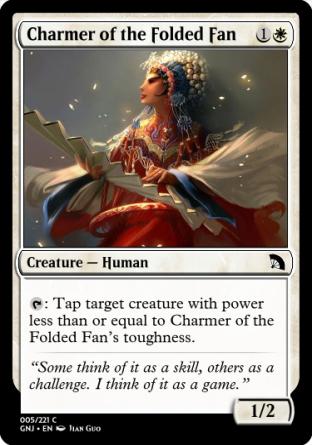 Charmer of the Folded Fan 1
Creature — Human
: Tap target creature with power
less than or equal to Charmer of the
Folded Fan's toughness.
“Some think of it as a skill, others as a
challenge. I think of it as a game.”
1/2
005/221 C
GNJ • EN Jian Guo